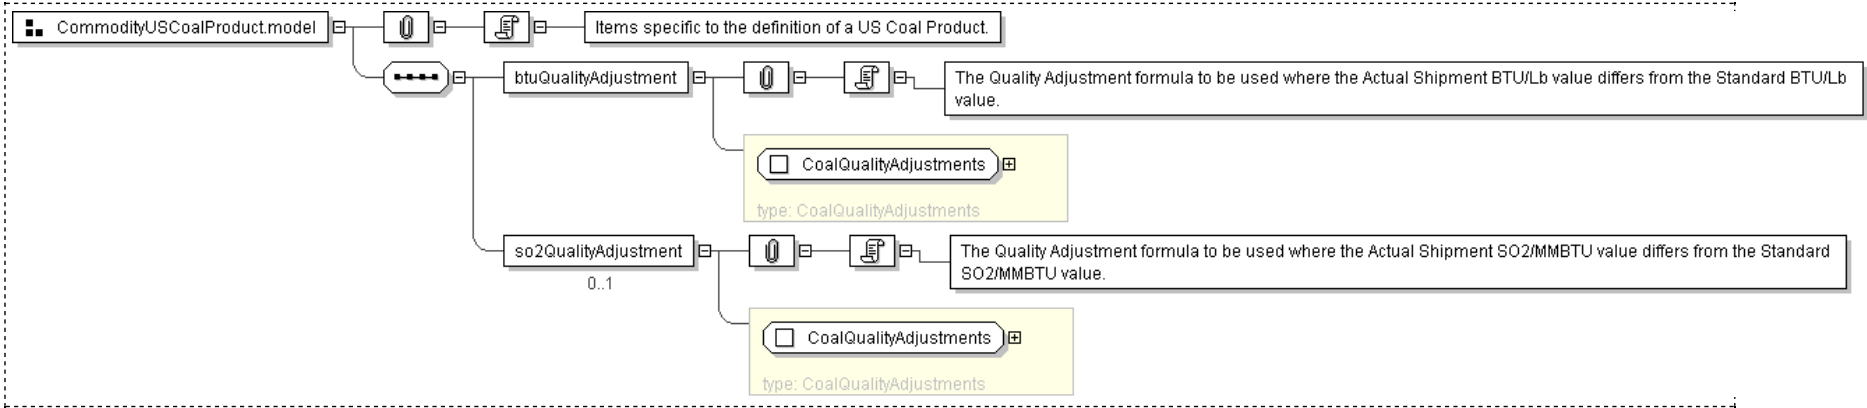 CommodityUSCoalProduct.model
Items specific to the definition of a US Coal Product.
btuQualityAdjustment
The Quality Adjustment formula to be used where the Actual Shipment BTU/Lb value differs from the Standard BTU/Lb
value.
CoalQualityAdjustments
type: CoalQualityAdjustments
so2QualityAdjustment
0..1
The Quality Adjustment formula to be used where the Actual Shipment SO2/MMBTU value differs from the Standard
SO2/MMBTU value.
CoalQualityAdjustments
type: CoalQualityAdjustments